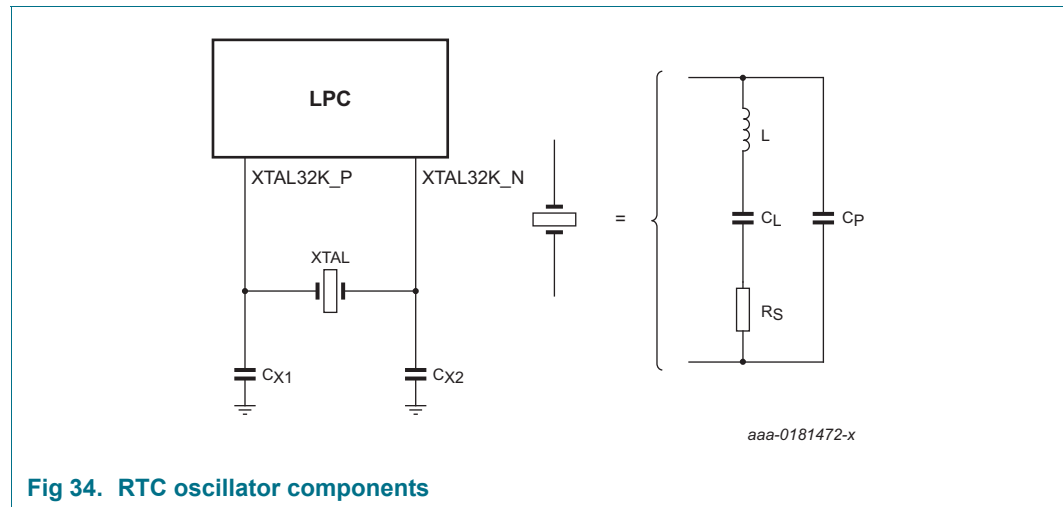 LPC
XTAL32K_P
XTAL32K_N
XTAL
CX1
CX2
=
L
CL
CP
RS
aaa-0181472-x
Fig 34. RTC oscillator components